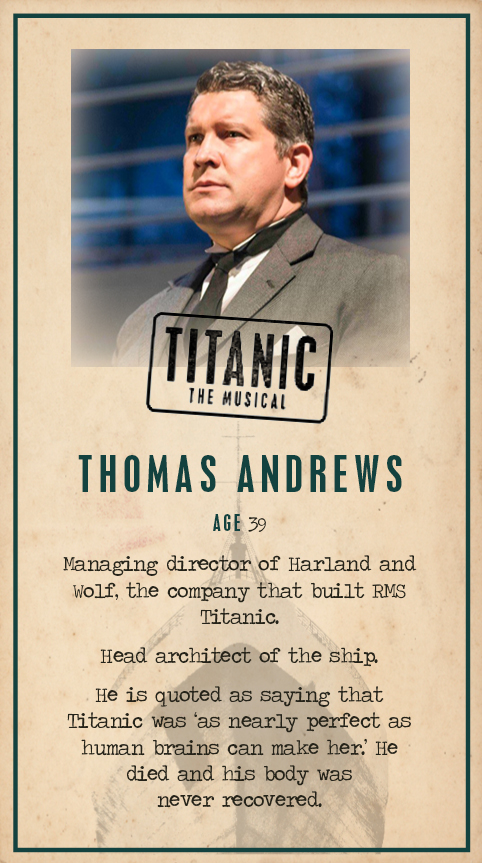 TITANIC
THE MUSICAL
THOMAS ANDREWS
AGE 39
Managing director of Harland and
Wolf, the company that built RMS
Titanic.
Head architect of the ship.
He is quoted as saying that
Titanic was ‘as nearly perfect as
human brains can make her.’ He
died and his body was
never recovered.